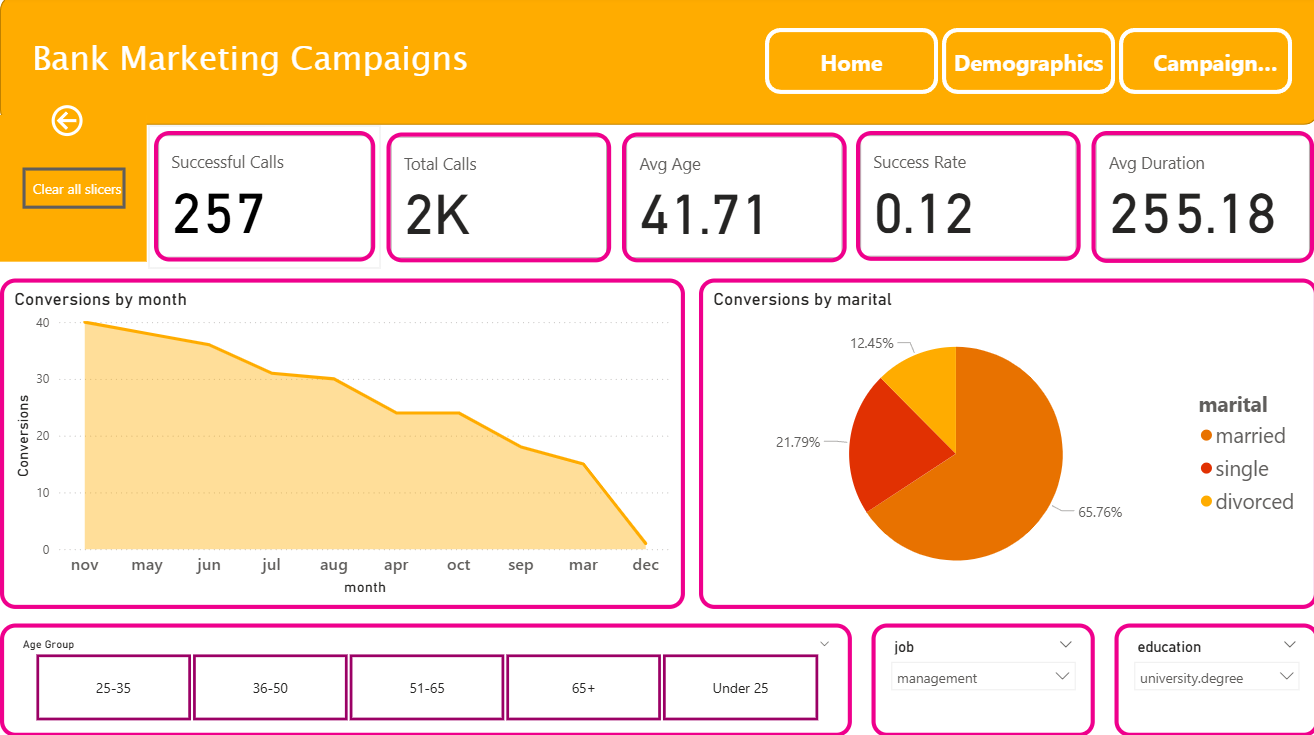 Bank Marketing Campaigns
Home
Demographics
Campaign...
Clear all slicers
Successful Calls
257
Total Calls
2K
Avg Age
41.71
Success Rate
0.12
Avg Duration
255.18
Conversions by month
Conversions
40
30
20
10
0
nov may jun jul aug apr oct sep mar dec
month
Conversions by marital
12.45%
21.79%
65.76%
marital
married
single
divorced
Age Group
25-35
36-50
51-65
65+
Under 25
job
management
education
university.degree